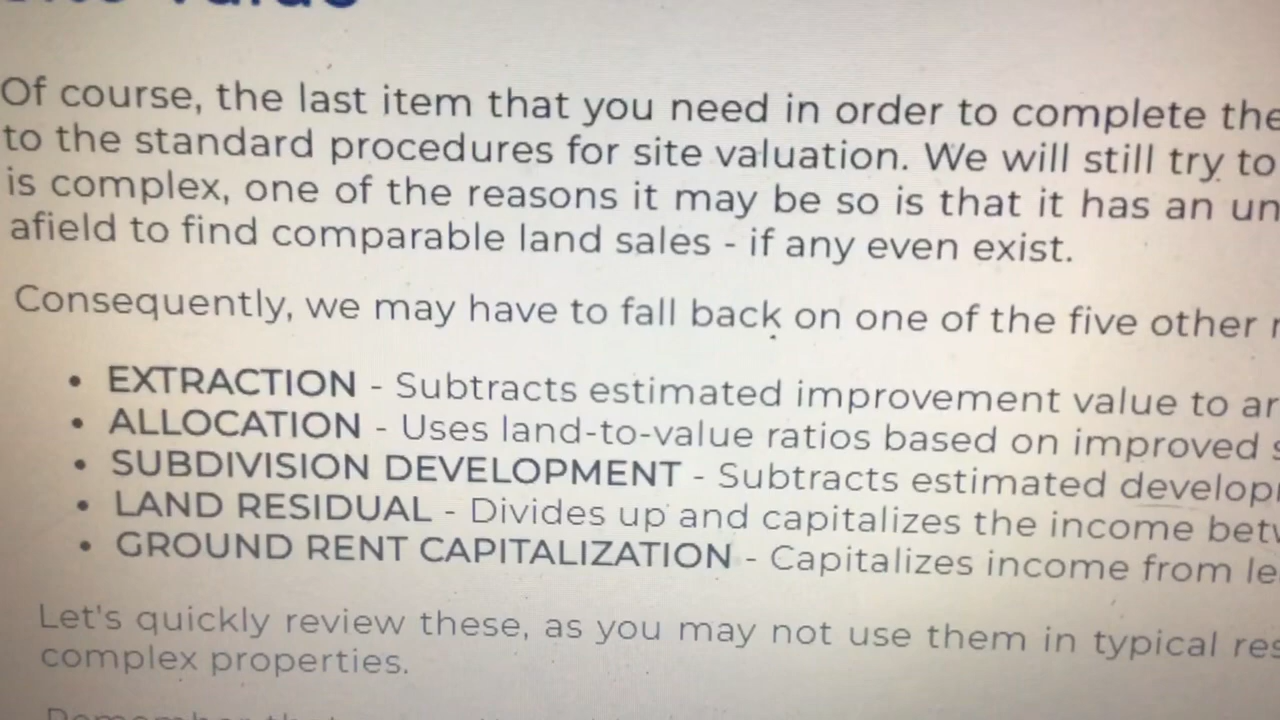 Value
Of course, the last item that you need in order to complete the
to the standard procedures for site valuation. We will still try to
is complex, one of the reasons it may be so is that it has an un
afield to find comparable land sales - if any even exist.
Consequently, we may have to fall back on one of the five other
• EXTRACTION - Subtracts estimated improvement value to ar
• ALLOCATION - Uses land-to-value ratios based on improved s
• SUBDIVISION DEVELOPMENT - Subtracts estimated develop
• LAND RESIDUAL - Divides up and capitalizes the income betw
• GROUND RENT CAPITALIZATION - Capitalizes income from le
Let's quickly review these, as you may not use them in typical res
complex properties.